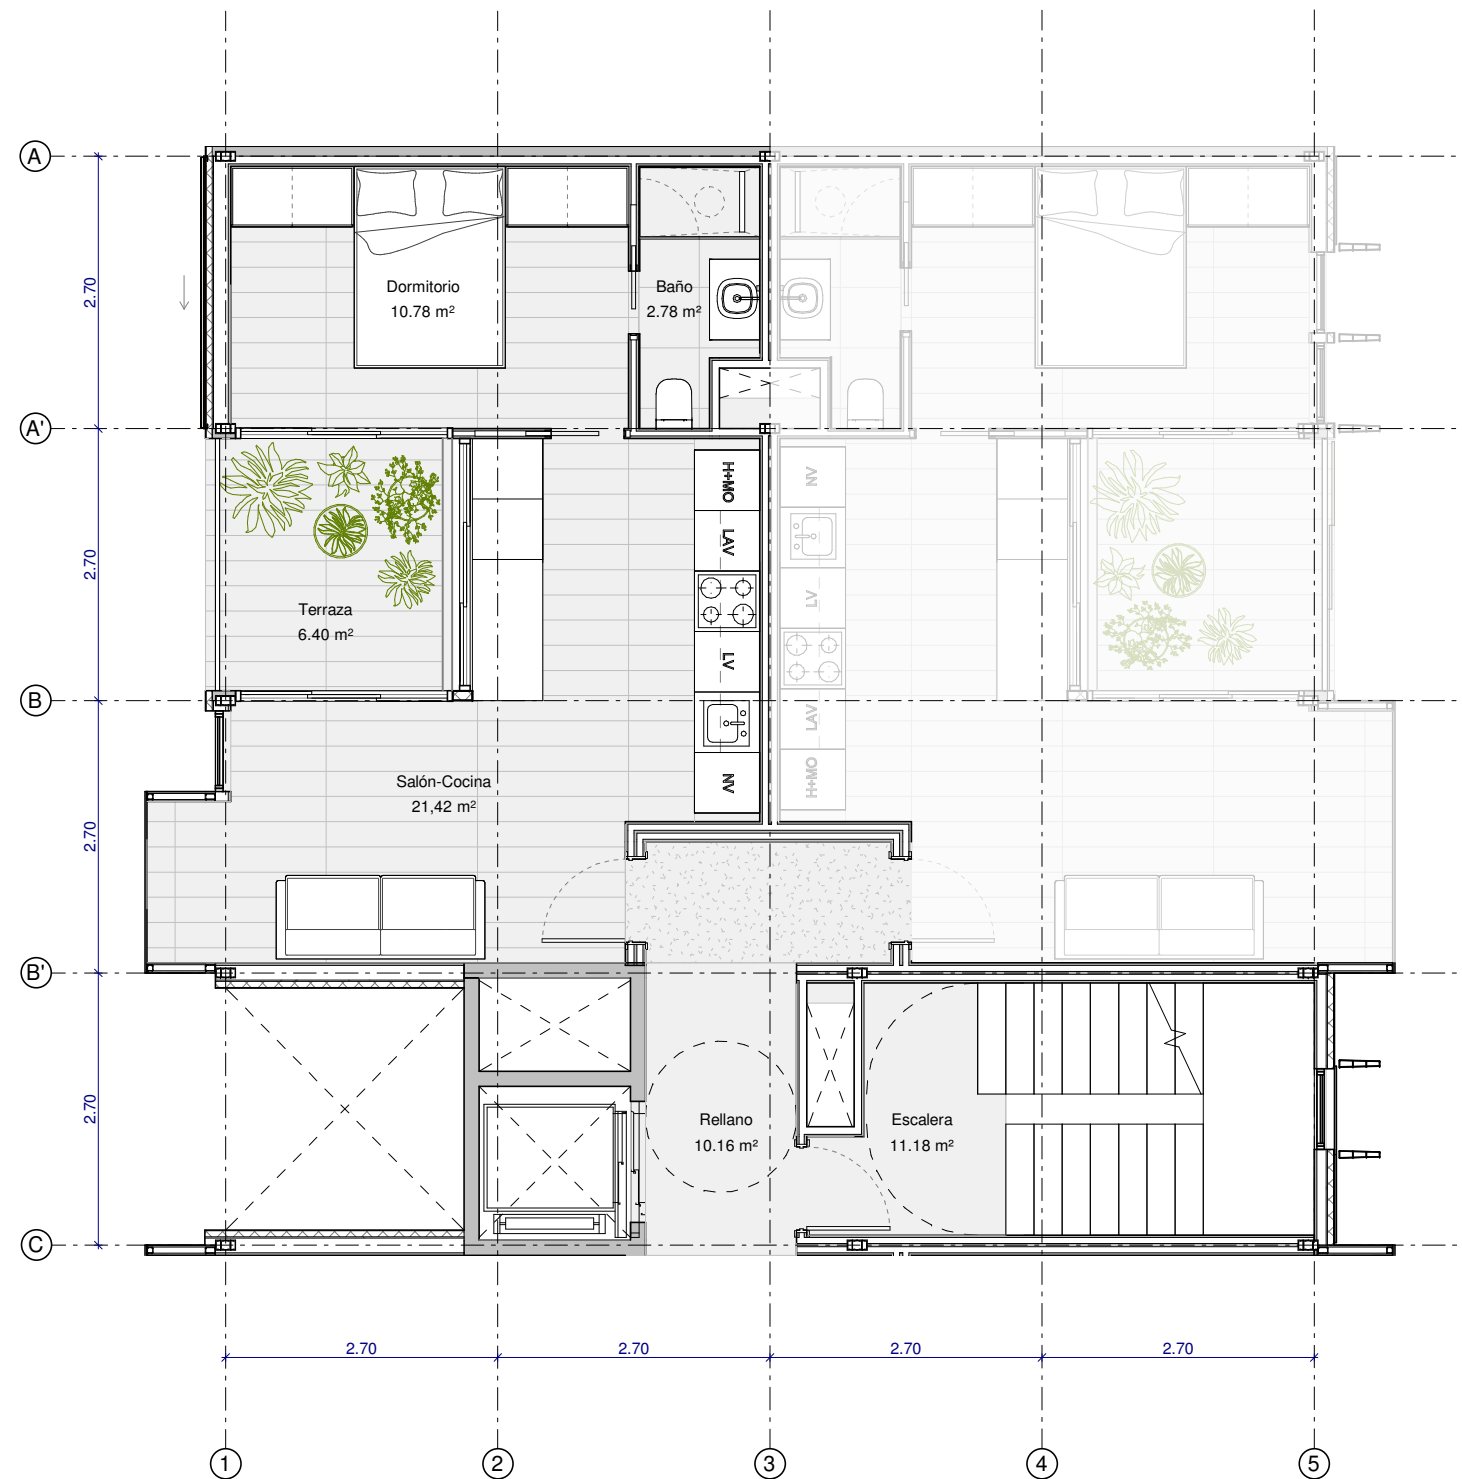 A
A'
B
B'
C
2.70
2.70
2.70
2.70
Dormitorio
10.78 m²
Baño
2.78 m²
Terraza
6.40 m²
Salón-Cocina
21,42 m²
H+MO
LAV
LV
NV
NV
LV
LAV
H+MO
Rellano
10.16 m²
Escalera
11.18 m²
2.70
2.70
2.70
2.70
1
2
3
4
5